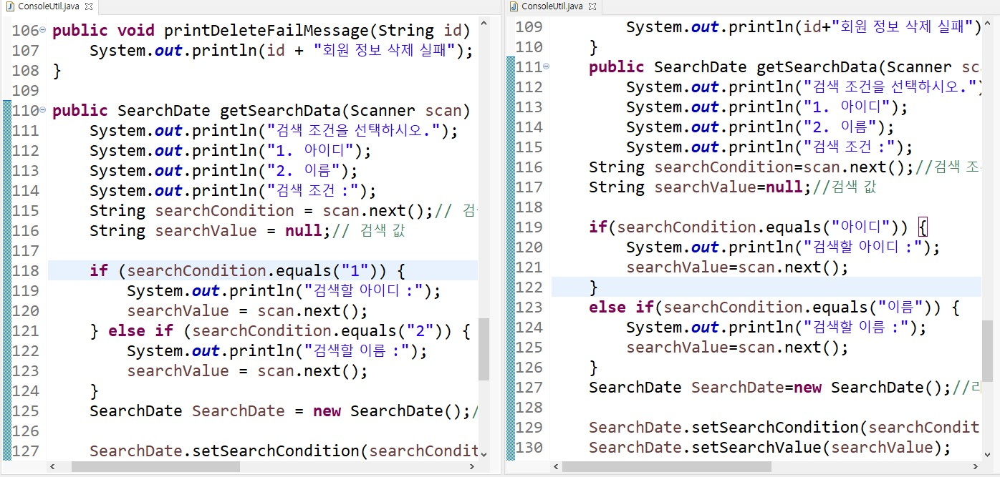 ConsoleUtil.java
106 public void printDeleteFailMessage(String id)
107 System.out.println(id + "회원 정보 삭제 실패");
108 }
109
110 public SearchDate getSearchData(Scanner scan)
111 System.out.println("검색 조건을 선택하시오.");
112 System.out.println("1. 아이디");
113 System.out.println("2. 이름");
114 System.out.println("검색 조건 :");
115 String searchCondition = scan.next();// 검색
116 String searchValue = null;// 검색 값
117
118 if (searchCondition.equals("1")) {
119 System.out.println("검색할 아이디 :");
120 searchValue = scan.next();
121 } else if (searchCondition.equals("2")) {
122 System.out.println("검색할 이름 :");
123 searchValue = scan.next();
124 }
125 SearchDate SearchDate = new SearchDate();/
126
127 SearchDate.setSearchCondition(searchCondit
ConsoleUtil.java
109 System.out.println(id+"회원 정보 삭제 실패")
110 }
111 public SearchDate getSearchData(Scanner sc
112 System.out.println("검색 조건을 선택하시오.")
113 System.out.println("1. 아이디");
114 System.out.println("2. 이름");
115 System.out.println("검색 조건 :");
116 String searchCondition=scan.next();//검색 조
117 String searchValue=null;//검색 값
118
119 if(searchCondition.equals("아이디")) {
120 System.out.println("검색할 아이디 :");
121 searchValue=scan.next();
122 }
123 else if(searchCondition.equals("이름")) {
124 System.out.println("검색할 이름 :");
125 searchValue=scan.next();
126 }
127 SearchDate SearchDate=new SearchDate();//리
128
129 SearchDate.setSearchCondition(searchCondit
130 SearchDate.setSearchValue(searchValue);